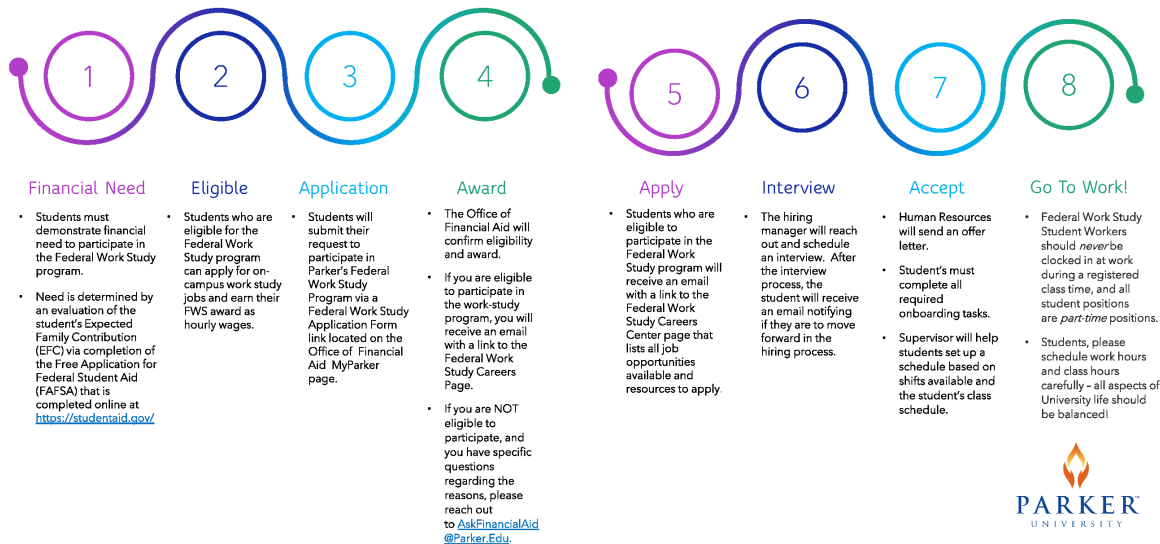 1
2
3
4
5
6
7
8
Financial Need
• Students must
demonstrate financial
need to participate in
the Federal Work Study
program.
• Need is determined by
an evaluation of the
student's Expected
Family Contribution
(EFC) via completion of
the Free Application for
Federal Student Aid
(FAFSA) that is
completed online at
https://studentaid.gov/
Eligible
• Students who are
eligible for the
Federal Work
Study program
can apply for on-
campus work study
jobs and earn their
FWS award as
hourly wages.
Application
• Students will
submit their
request to
participate in
Parker's Federal
Work Study
Program via a
Federal Work Study
Application Form
link located on the
Office of Financial
Aid MyParker
page.
Award
• The Office of
Financial Aid will
confirm eligibility
and award.
• If you are eligible
to participate in
the work-study
program, you will
receive an email
with a link to the
Federal Work
Study Careers
Page.
• If you are NOT
eligible to
participate, and
you have specific
questions
regarding the
reasons, please
reach out
to AskFinancialAid
@Parker.Edu.
Apply
• Students who are
eligible to
participate in the
Federal Work
Study program will
receive an email
with a link to the
Federal Work
Study Careers
Center page that
lists all job
opportunities
available and
resources to apply.
Interview
• The hiring
manager will reach
out and schedule
an interview. After
the interview
process, the
student will receive
an email notifying
if they are to move
forward in the
hiring process.
Accept
• Human Resources
will send an offer
letter.
• Student's must
complete all
required
onboarding tasks.
• Supervisor will help
students set up a
schedule based on
shifts available and
the student's class
schedule.
Go To Work!
• Federal Work Study
Student Workers
should never be
clocked in at work
during a registered
class time, and all
student positions
are part-time positions.
• Students, please
schedule work hours
and class hours
carefully – all aspects of
University life should
be balanced!
PARKER™
UNIVERSITY